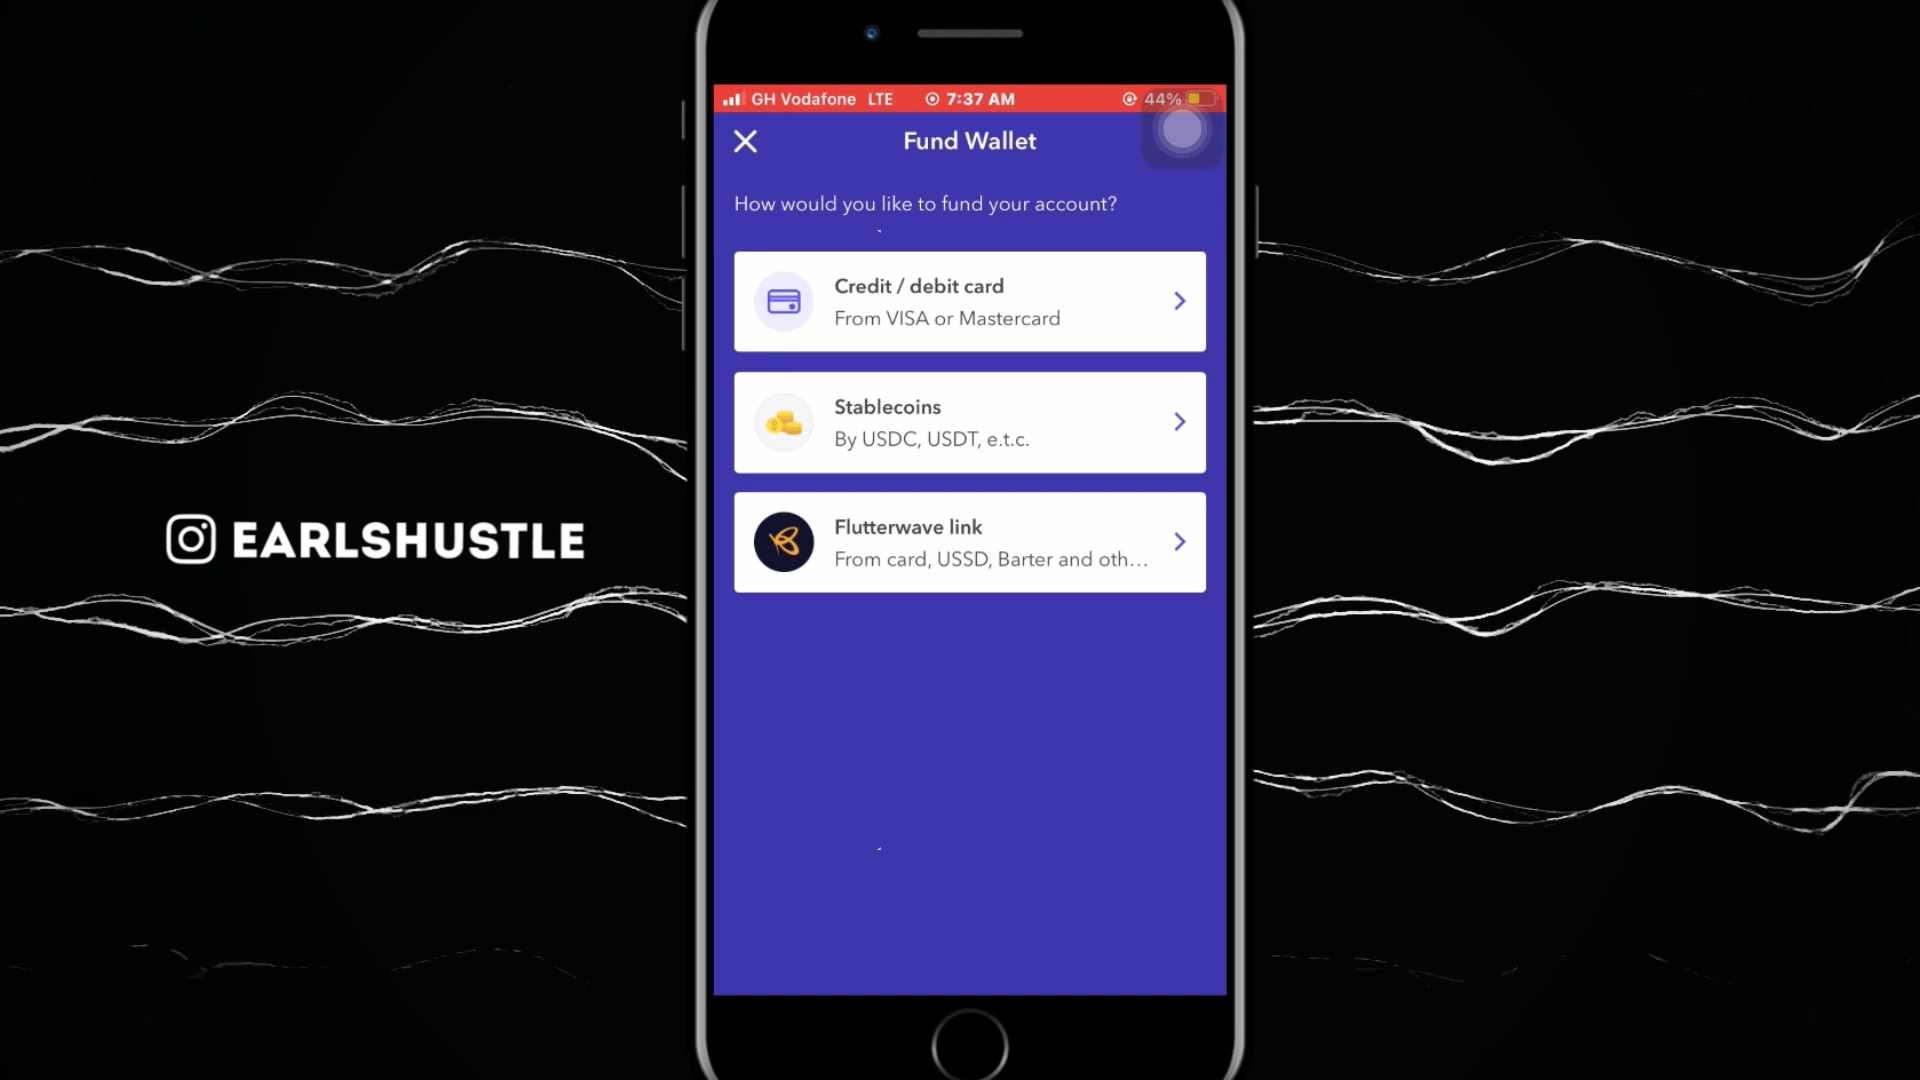 GH Vodafone LTE 7:37 AM 44%
Fund Wallet
How would you like to fund your account?
Credit / debit card
From VISA or Mastercard
Stablecoins
By USDC, USDT, e.t.c.
EARLSHUSTLE
Flutterwave link
From card, USSD, Barter and oth...